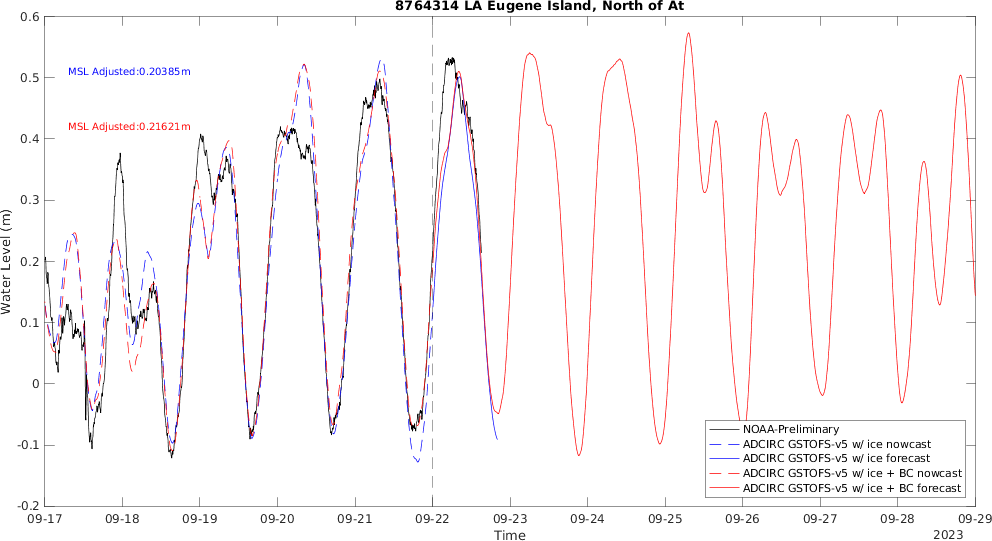 8764314 LA Eugene Island, North of At
0.6
0.5
0.4
0.3
0.2
0.1
0
-0.1
-0.2
Water Level (m)
MSL Adjusted:0.20385m
MSL Adjusted:0.21621m
NOAA-Preliminary
ADCIRC GSTOFS-v5 w/ ice nowcast
ADCIRC GSTOFS-v5 w/ ice forecast
ADCIRC GSTOFS-v5 w/ ice + BC nowcast
ADCIRC GSTOFS-v5 w/ ice + BC forecast
09-17 09-18 09-19 09-20 09-21 09-22 09-23 09-24 09-25 09-26 09-27 09-28 09-29
Time
2023